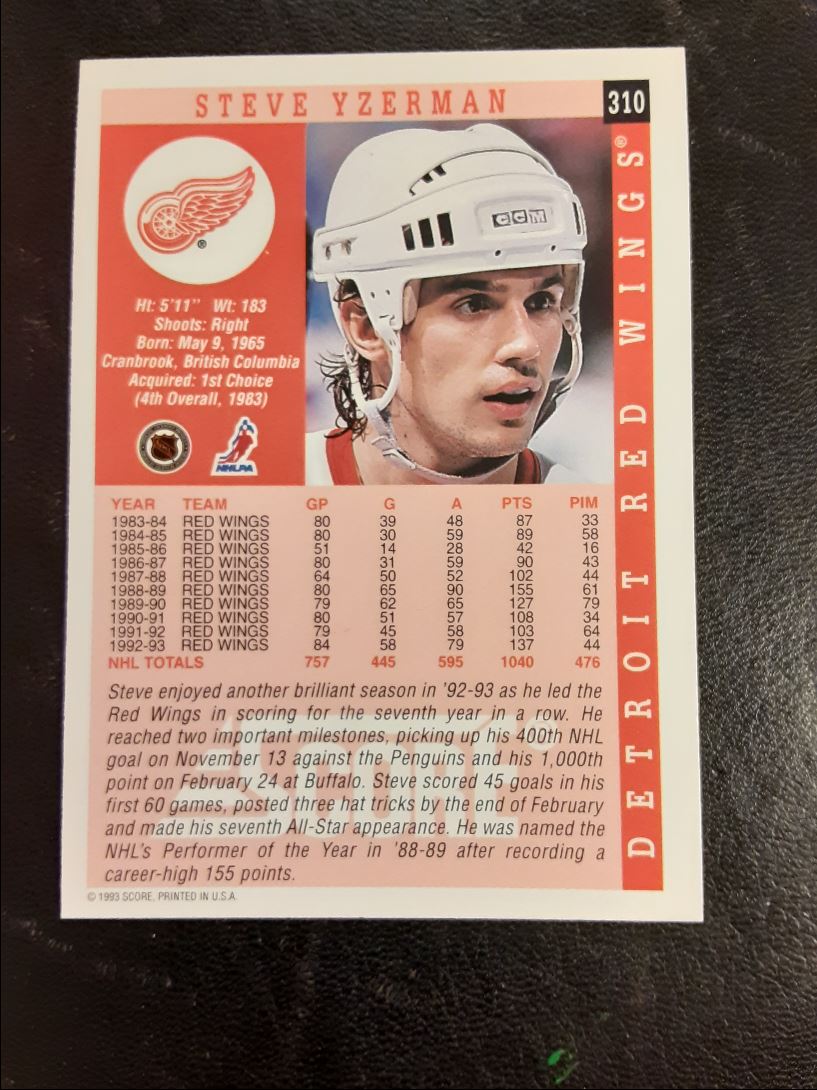 STEVE YZERMAN
310
DETROIT RED WINGS®
CCM
®
Ht: 5'11" Wt: 183
Shoots: Right
Born: May 9, 1965
Cranbrook, British Columbia
Acquired: 1st Choice
(4th Overall, 1983)
NHLPA
YEAR TEAM GP G A PTS PIM
1983-84 RED WINGS 80 39 48 87 33
1984-85 RED WINGS 80 30 59 89 58
1985-86 RED WINGS 51 14 28 42 16
1986-87 RED WINGS 80 31 59 90 43
1987-88 RED WINGS 64 50 52 102 44
1988-89 RED WINGS 80 65 90 155 61
1989-90 RED WINGS 79 62 65 127 79
1990-91 RED WINGS 80 51 57 108 34
1991-92 RED WINGS 79 45 58 103 64
1992-93 RED WINGS 84 58 79 137 44
NHL TOTALS 757 445 595 1040 476
Steve enjoyed another brilliant season in '92-93 as he led the
Red Wings in scoring for the seventh year in a row. He
reached two important milestones, picking up his 400th NHL
goal on November 13 against the Penguins and his 1,000th
point on February 24 at Buffalo. Steve scored 45 goals in his
first 60 games, posted three hat tricks by the end of February
and made his seventh All-Star appearance. He was named the
NHL's Performer of the Year in '88-89 after recording a
career-high 155 points.
SCORE
© 1993 SCORE, PRINTED IN U.S.A.